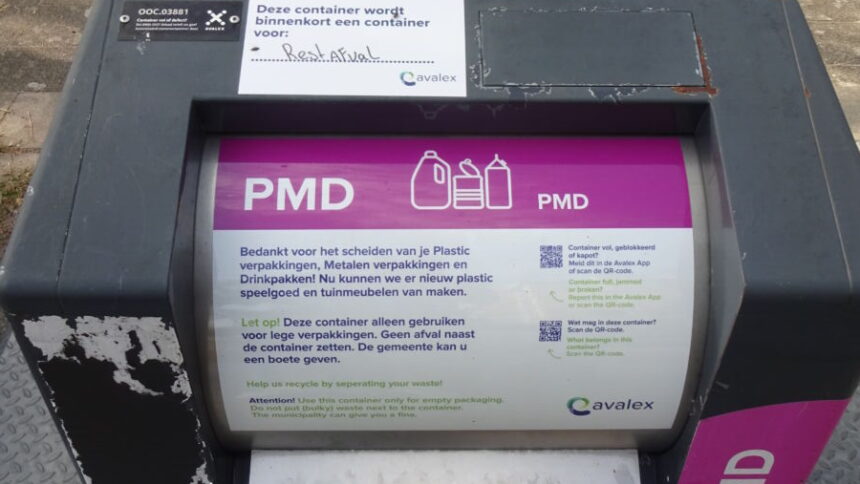 OOC.03881
Container vol of defect?
AVALEX
Deze container wordt
binnenkort een container
voor:
Restafval
avalex
PMD
PMD
Bedankt voor het scheiden van je Plastic
verpakkingen, Metalen verpakkingen en
Drinkpakken! Nu kunnen we er nieuw plastic
speelgoed en tuinmeubelen van maken.
Let op! Deze container alleen gebruiken
voor lege verpakkingen. Geen afval naast
de container zetten. De gemeente kan u
een boete geven.
Help us recycle by seperating your waste!
Attention! Use this container only for empty packaging.
Do not put (bulky) waste next to the container.
The municipality can give you a fine.
Container vol, geblokkeerd
of kapot?
Meld dit in de Avalex App
of scan de QR-code.
Container full, jammed
or broken?
Report this in the Avalex App
or scan the QR-code.
Wat mag in deze container?
Scan de QR-code.
What belongs in this
container?
Scan the QR-code.
avalex
MD